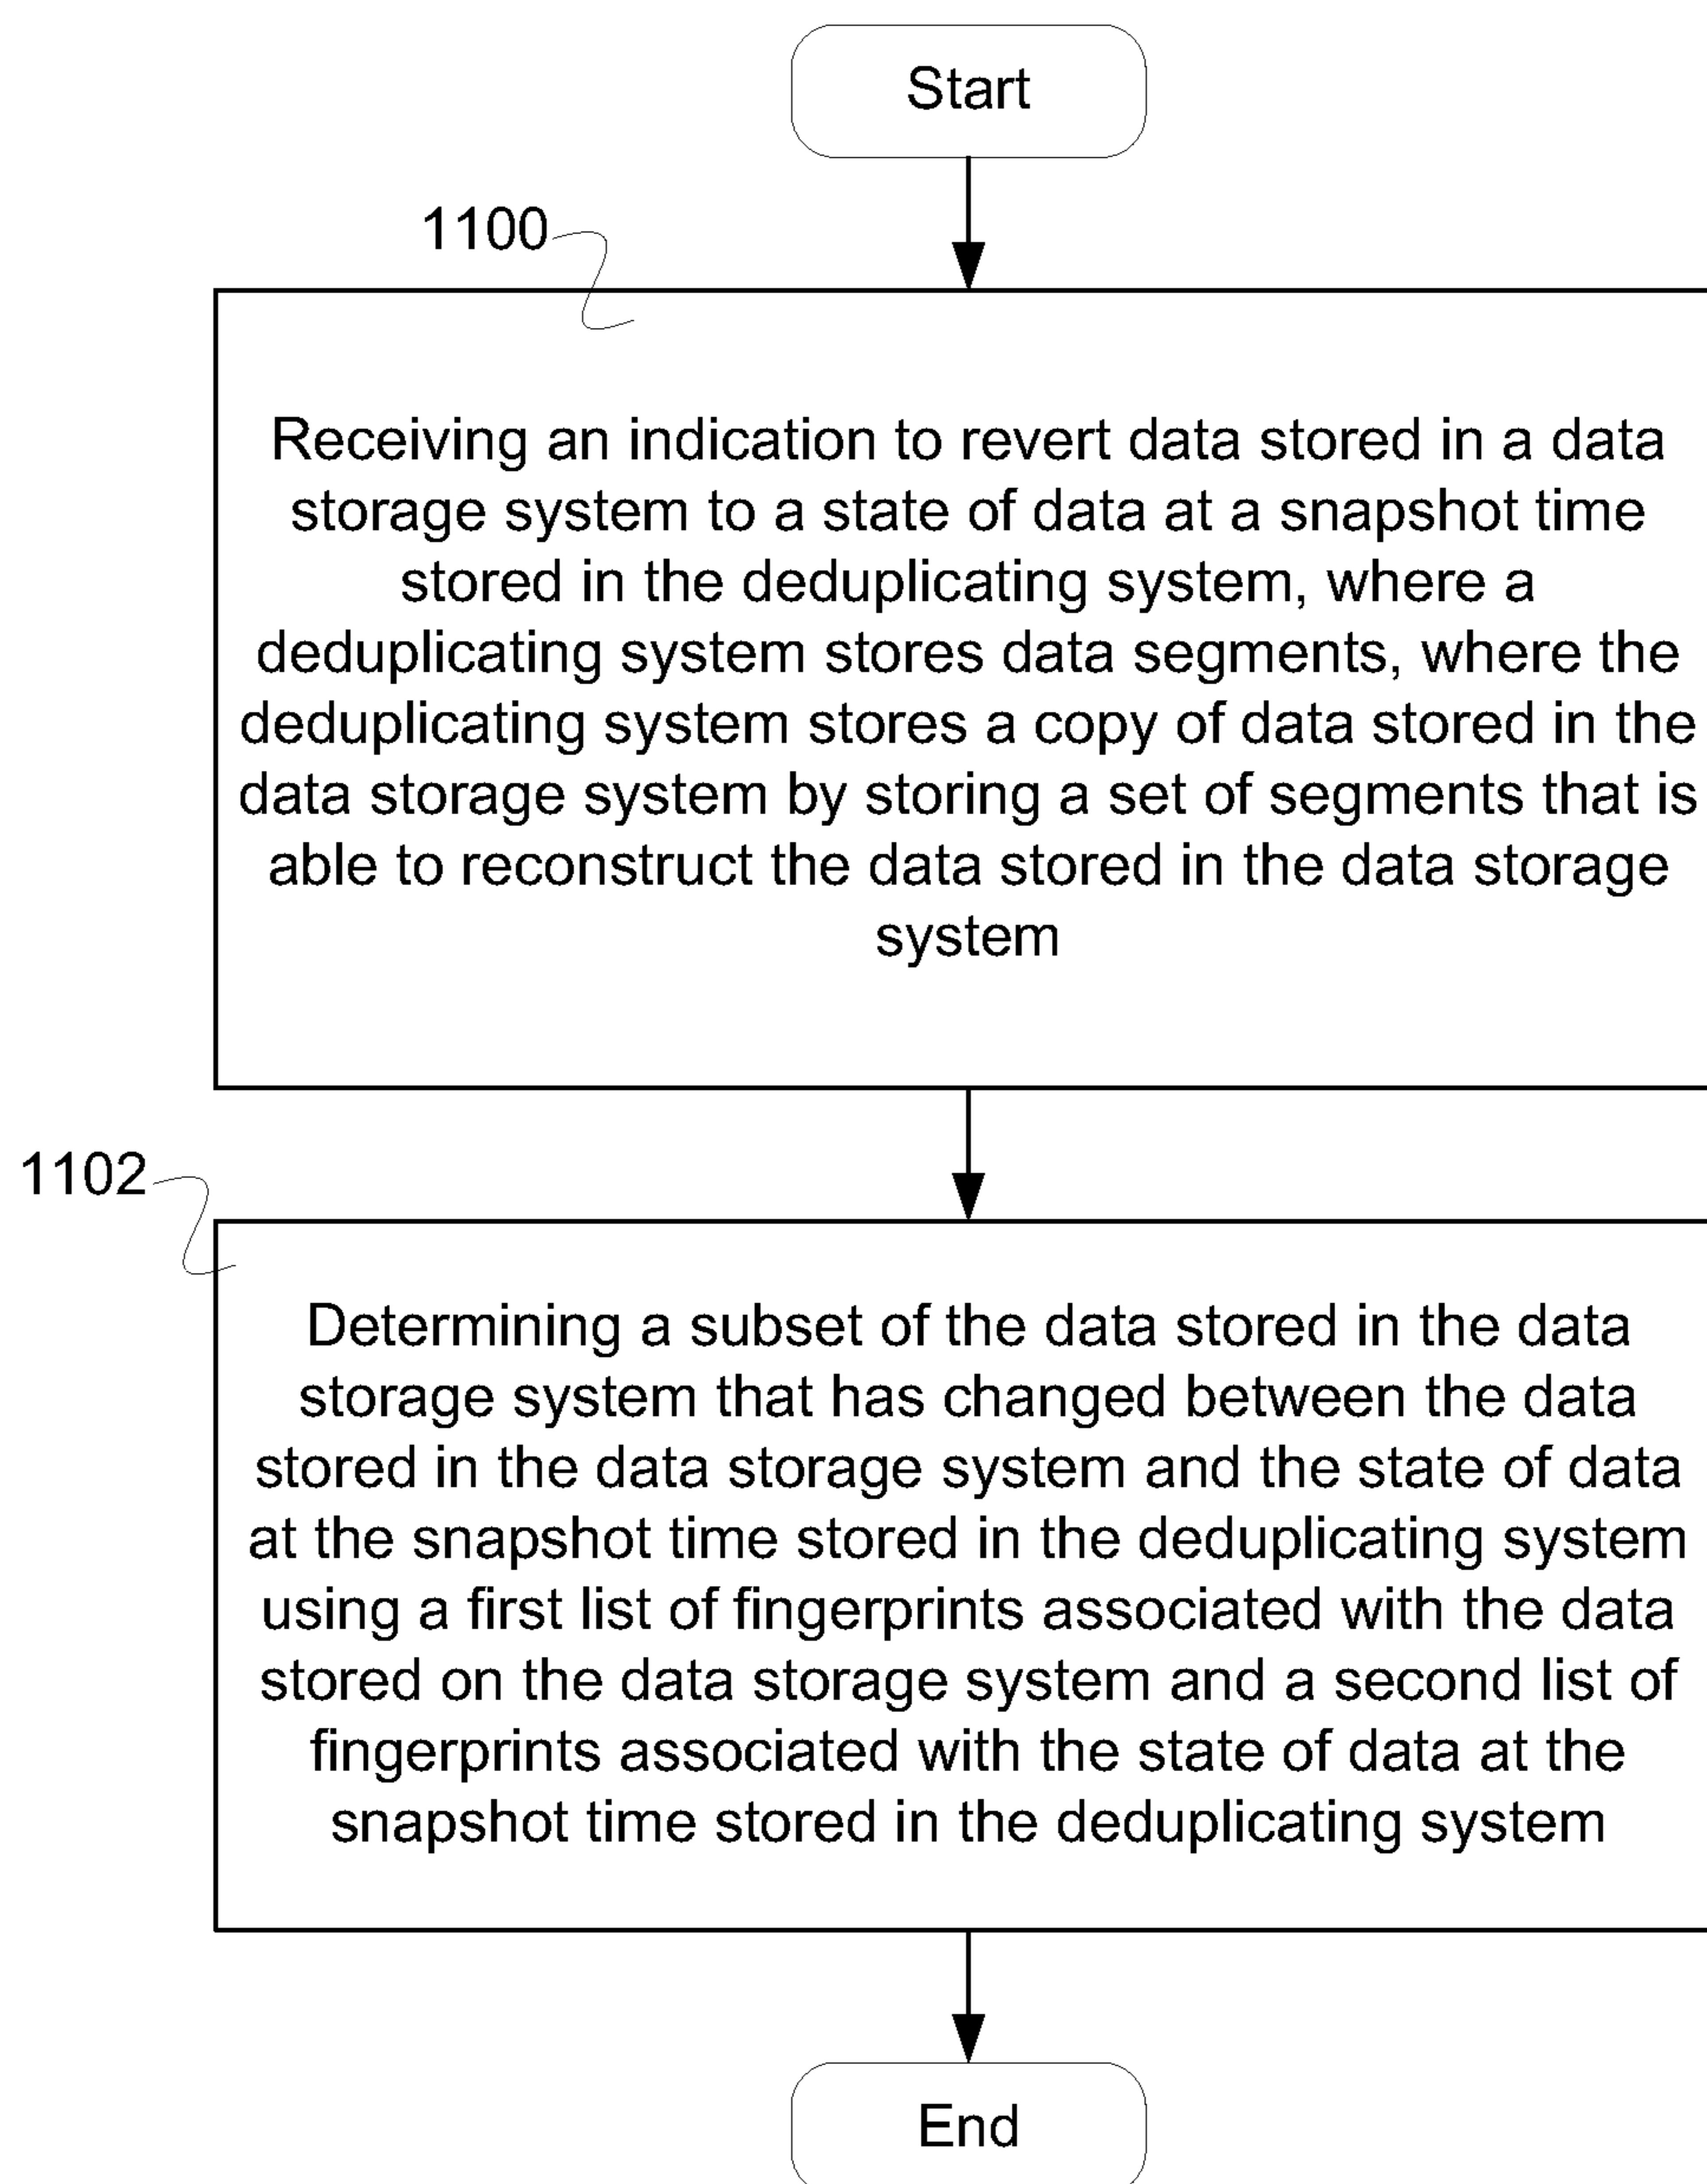 Start
1100
Receiving an indication to revert data stored in a data
storage system to a state of data at a snapshot time
stored in the deduplicating system, where a
deduplicating system stores data segments, where the
deduplicating system stores a copy of data stored in the
data storage system by storing a set of segments that is
able to reconstruct the data stored in the data storage
system
1102
Determining a subset of the data stored in the data
storage system that has changed between the data
stored in the data storage system and the state of data
at the snapshot time stored in the deduplicating system
using a first list of fingerprints associated with the data
stored on the data storage system and a second list of
fingerprints associated with the state of data at the
snapshot time stored in the deduplicating system
End